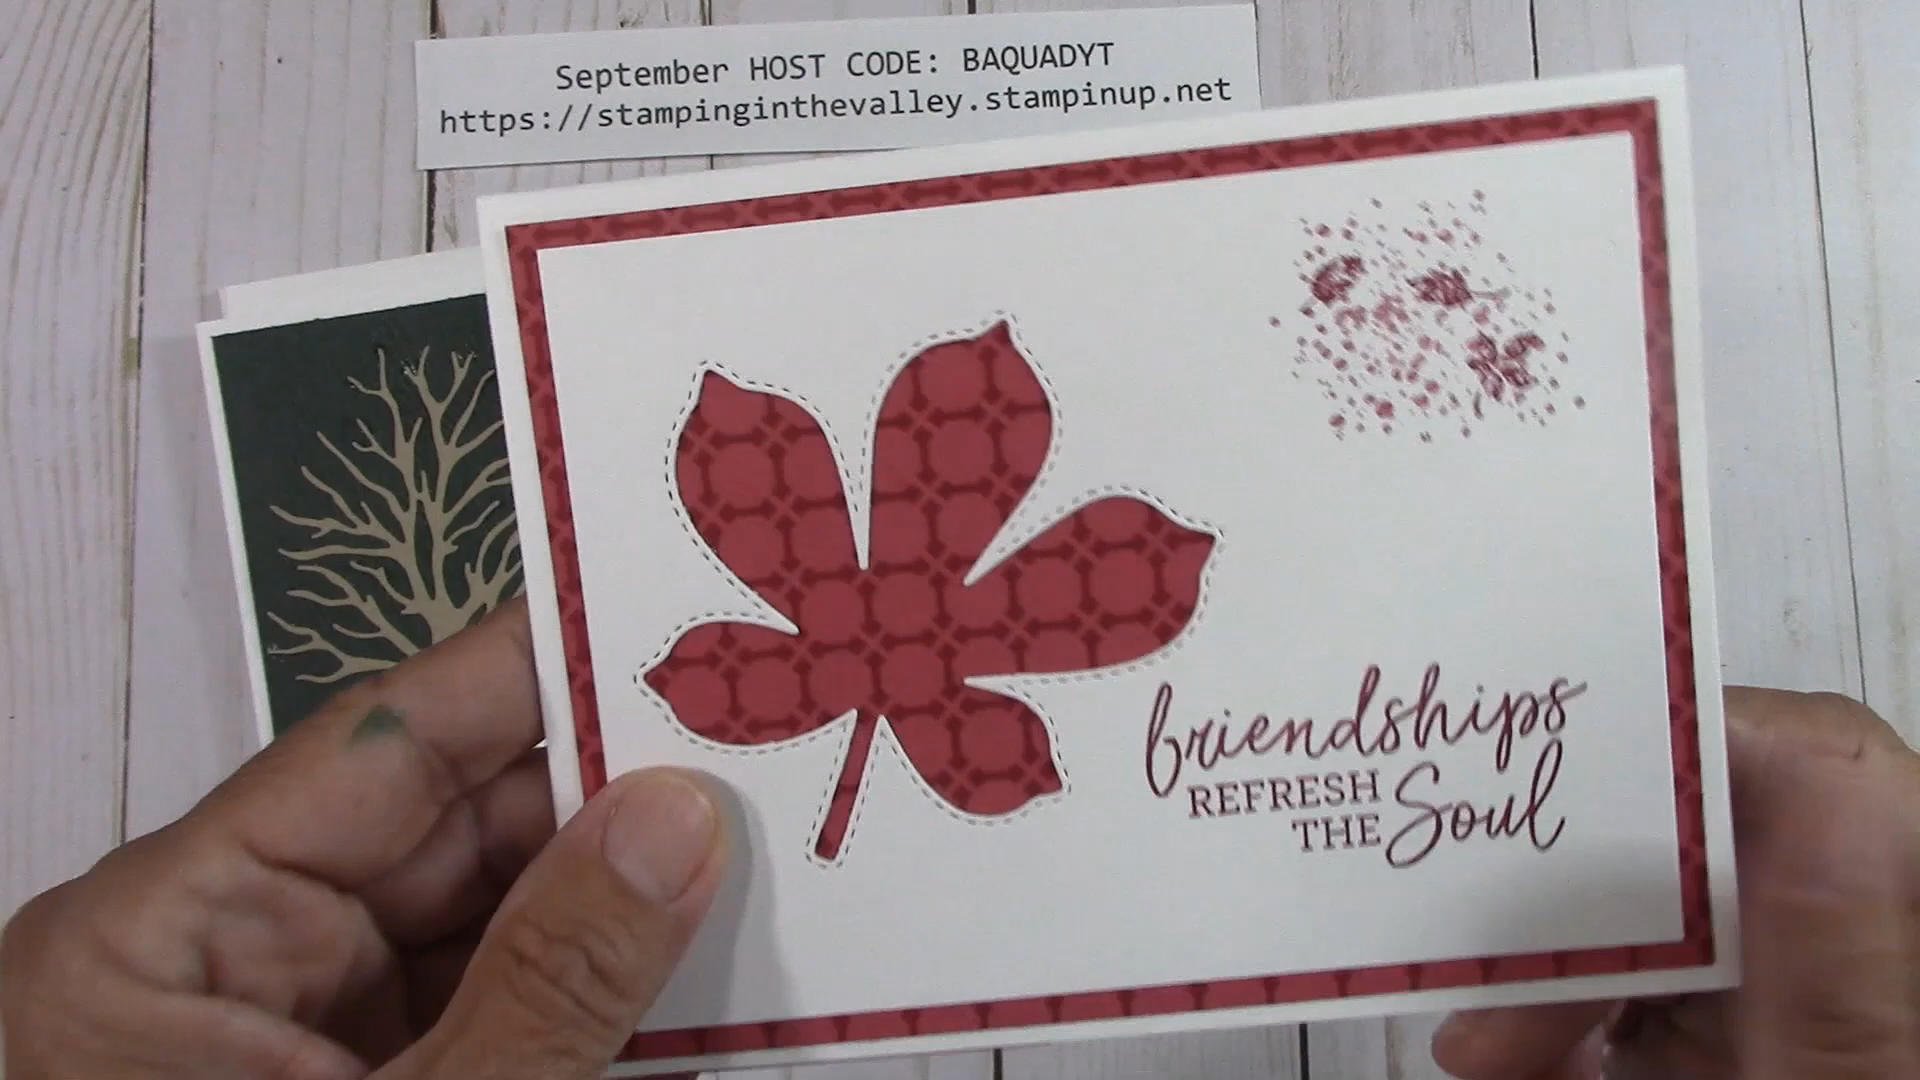 September HOST CODE: BAQUADYT
https://stampinginthevalley.stampinup.net
friendships
REFRESH
THE Soul